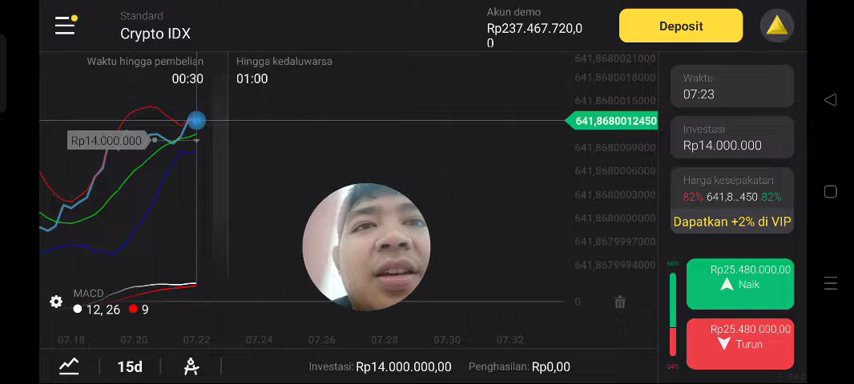 Standard
Crypto IDX
Akun demo
Rp237.467.720,0
0
Deposit
Waktu hingga pembelian
00:30
Hingga kedaluwarsa
01:00
641,8680021000
641,8680018000
641,8680015000
641,8680012450
641,8680009000
641,8680006000
641,8680003000
641,8680000000
641,8679997000
641,8679994000
0
Rp14.000.000
Waktu
07:23
Investasi
Rp14.000.000
Harga kesepakatan
82% 641,8...450 82%
Dapatkan +2% di VIP
66%
Rp25.480.000,00
Naik
Rp25.480.000,00
Turun
34%
MACD
12, 26 9
07.18 07.20 07.22 07.24 07.26 07.28 07.30 07.32
15d
Investasi: Rp14.000.000,00 Penghasilan: Rp0,00